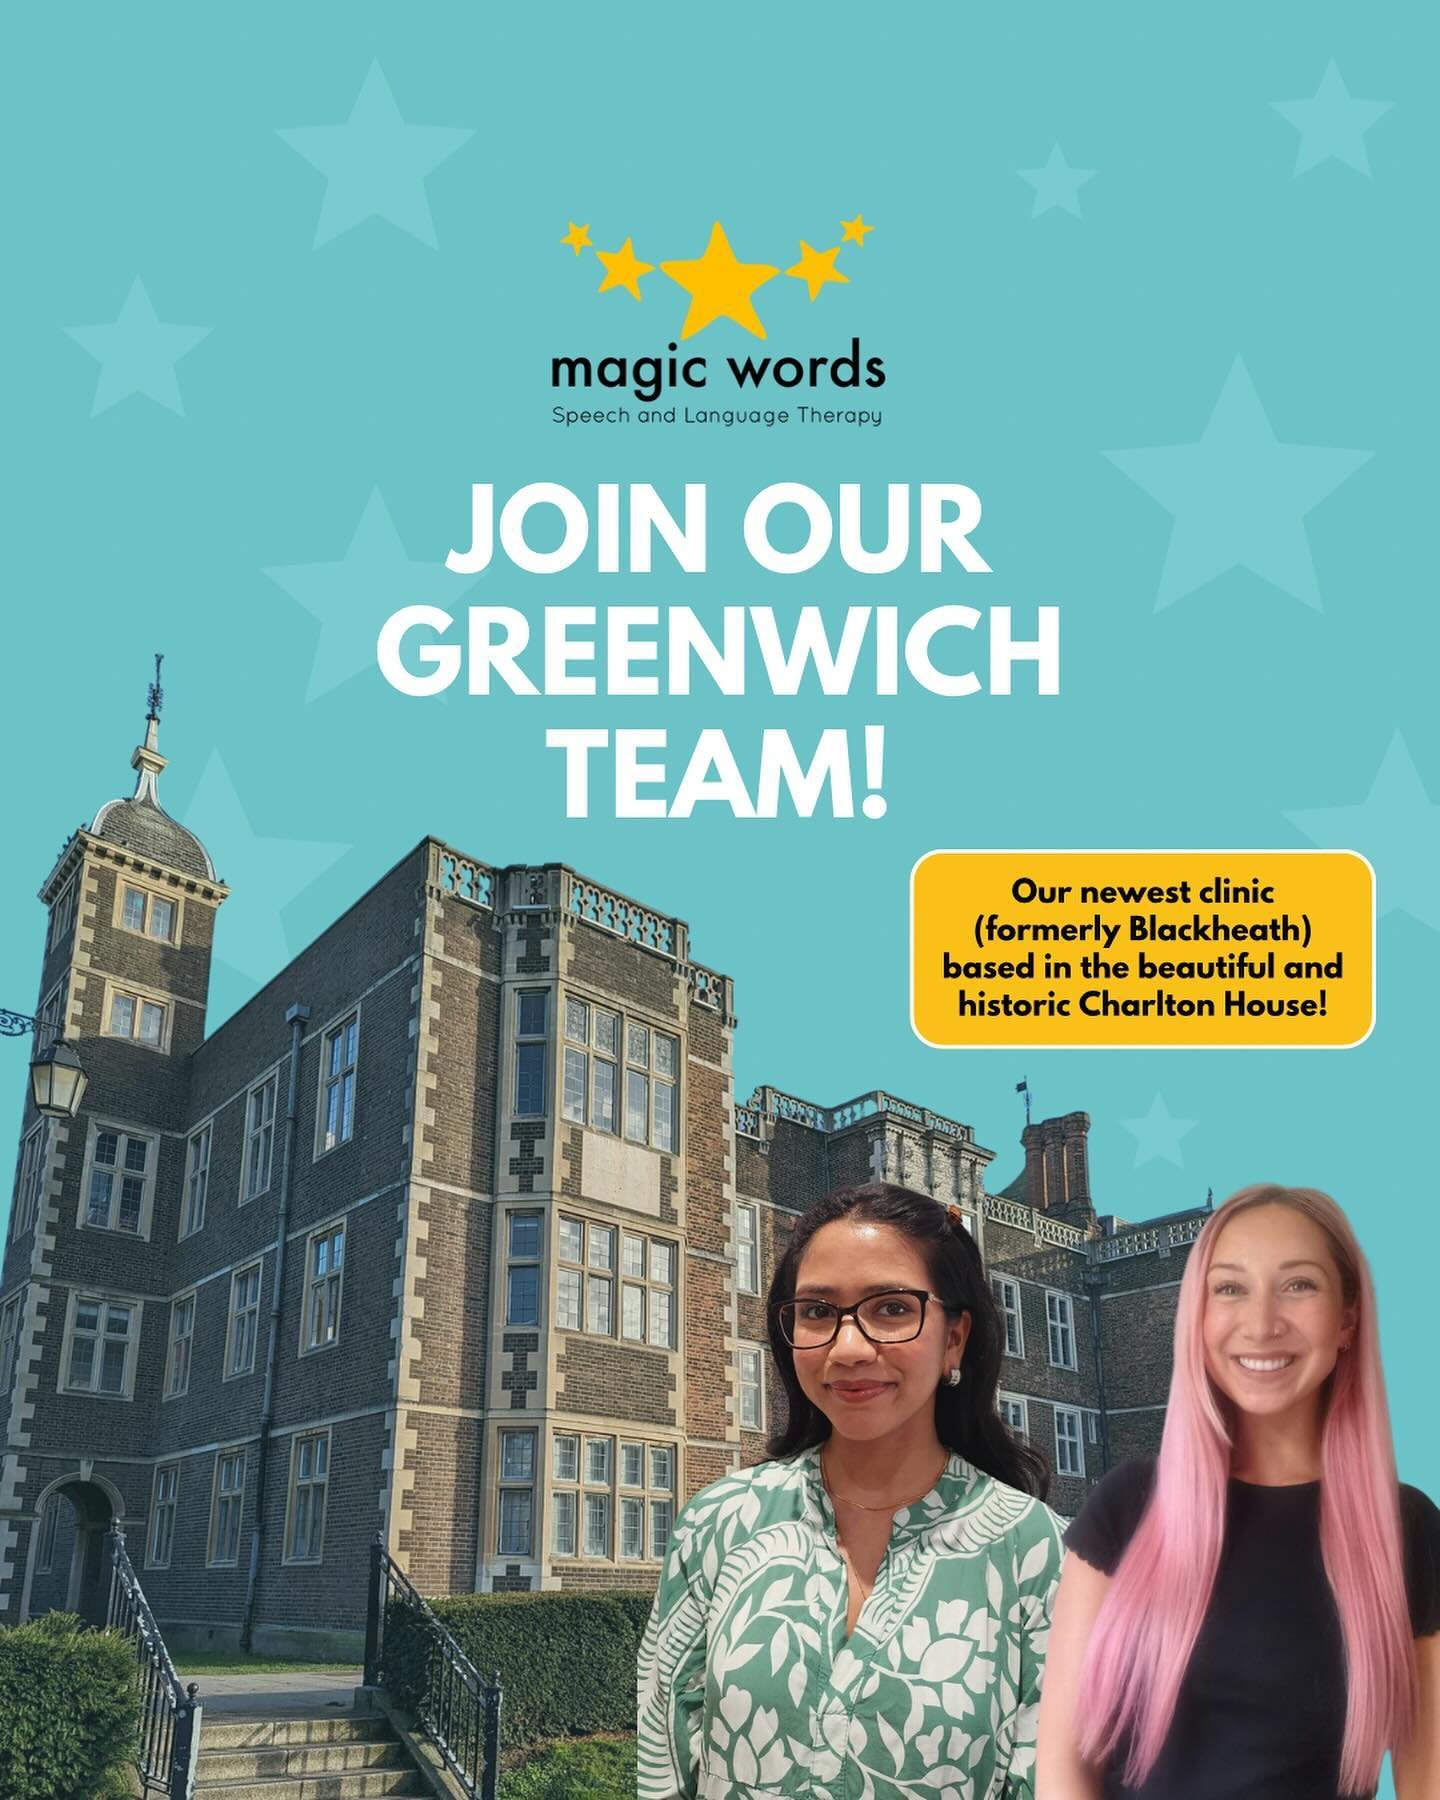 magic words
Speech and Language Therapy
JOIN OUR
GREENWICH
TEAM!
Our newest clinic
(formerly Blackheath)
based in the beautiful and
historic Charlton House!